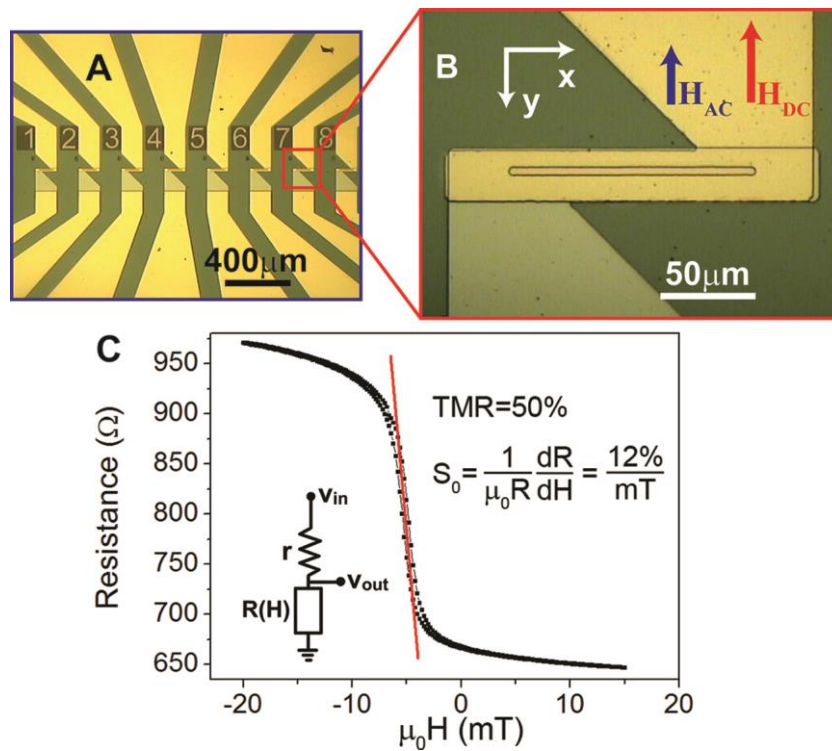 A
1 2 3 4 5 6 7 8
400μm
B
x
y
H_AC
H_DC
50μm
C
Resistance (Ω)
950
900
850
800
750
700
650
TMR=50%
S₀= 1/μ₀R dR/dH = 12%/mT
v_in
r
v_out
R(H)
-20 -10 0 10 20
μ₀H (mT)